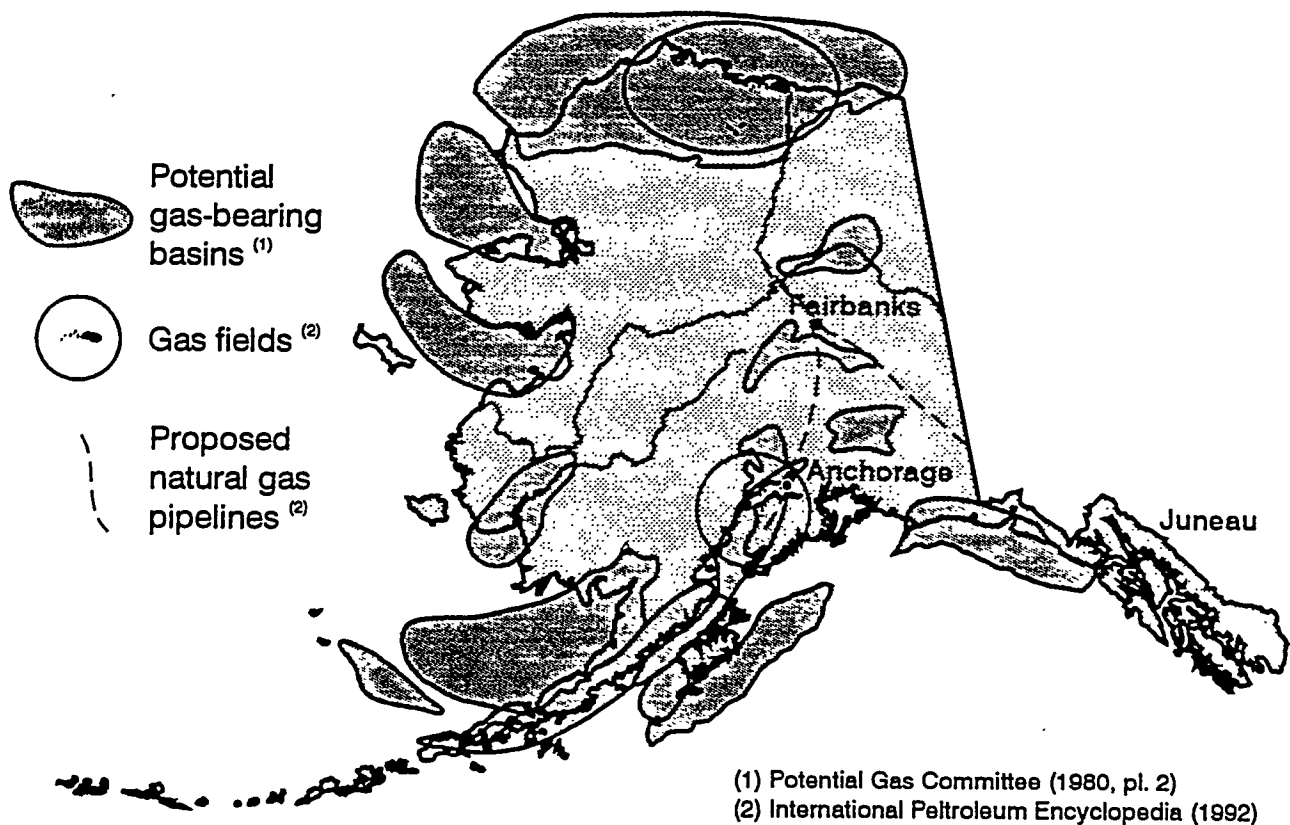 Potential
gas-bearing
basins (1)
Gas fields (2)
Proposed
natural gas
pipelines (2)
Fairbanks
Anchorage
Juneau
(1) Potential Gas Committee (1980, pl. 2)
(2) International Peltroleum Encyclopedia (1992)